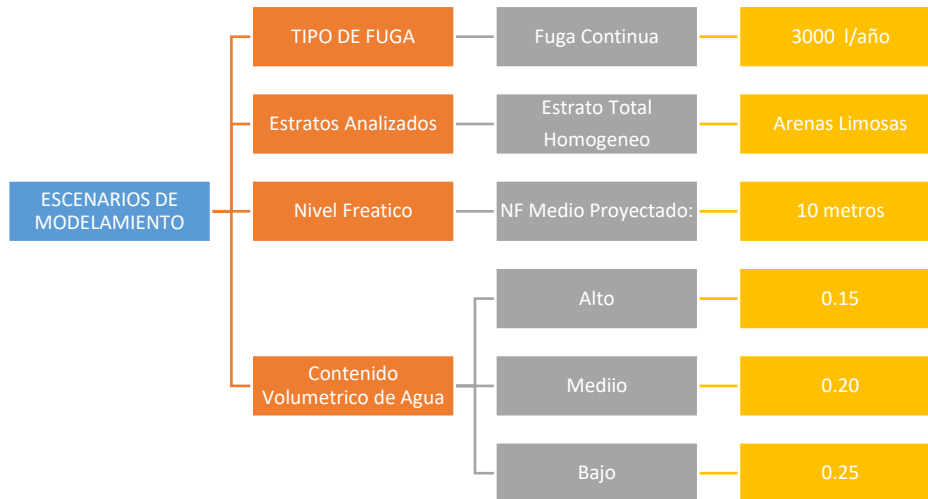 TIPO DE FUGA
Fuga Continua
3000 l/año
Estratos Analizados
Estrato Total
Homogeneo
Arenas Limosas
ESCENARIOS DE
MODELAMIENTO
Nivel Freatico
NF Medio Proyectado:
10 metros
Contenido
Volumetrico de Agua
Alto
0.15
Mediio
0.20
Bajo
0.25